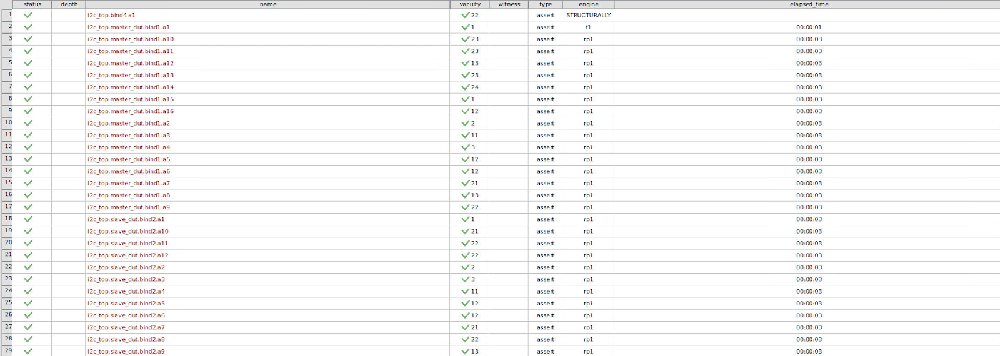 status depth name vacuity witness type engine elapsed_time
1 i2c_top.bind4.a1 22 assert STRUCTURALLY
2 i2c_top.master_dut.bind1.a1 1 assert t1 00:00:01
3 i2c_top.master_dut.bind1.a10 23 assert rp1 00:00:03
4 i2c_top.master_dut.bind1.a11 23 assert rp1 00:00:03
5 i2c_top.master_dut.bind1.a12 13 assert rp1 00:00:03
6 i2c_top.master_dut.bind1.a13 23 assert rp1 00:00:03
7 i2c_top.master_dut.bind1.a14 24 assert rp1 00:00:03
8 i2c_top.master_dut.bind1.a15 1 assert rp1 00:00:03
9 i2c_top.master_dut.bind1.a16 12 assert rp1 00:00:03
10 i2c_top.master_dut.bind1.a2 2 assert rp1 00:00:03
11 i2c_top.master_dut.bind1.a3 11 assert rp1 00:00:03
12 i2c_top.master_dut.bind1.a4 3 assert rp1 00:00:03
13 i2c_top.master_dut.bind1.a5 12 assert rp1 00:00:03
14 i2c_top.master_dut.bind1.a6 12 assert rp1 00:00:03
15 i2c_top.master_dut.bind1.a7 21 assert rp1 00:00:03
16 i2c_top.master_dut.bind1.a8 13 assert rp1 00:00:03
17 i2c_top.master_dut.bind1.a9 22 assert rp1 00:00:03
18 i2c_top.slave_dut.bind2.a1 1 assert rp1 00:00:03
19 i2c_top.slave_dut.bind2.a10 21 assert rp1 00:00:03
20 i2c_top.slave_dut.bind2.a11 22 assert rp1 00:00:03
21 i2c_top.slave_dut.bind2.a12 22 assert rp1 00:00:03
22 i2c_top.slave_dut.bind2.a2 2 assert rp1 00:00:03
23 i2c_top.slave_dut.bind2.a3 3 assert rp1 00:00:03
24 i2c_top.slave_dut.bind2.a4 11 assert rp1 00:00:03
25 i2c_top.slave_dut.bind2.a5 12 assert rp1 00:00:03
26 i2c_top.slave_dut.bind2.a6 12 assert rp1 00:00:03
27 i2c_top.slave_dut.bind2.a7 21 assert rp1 00:00:03
28 i2c_top.slave_dut.bind2.a8 22 assert rp1 00:00:03
29 i2c_top.slave_dut.bind2.a9 13 assert rp1 00:00:03